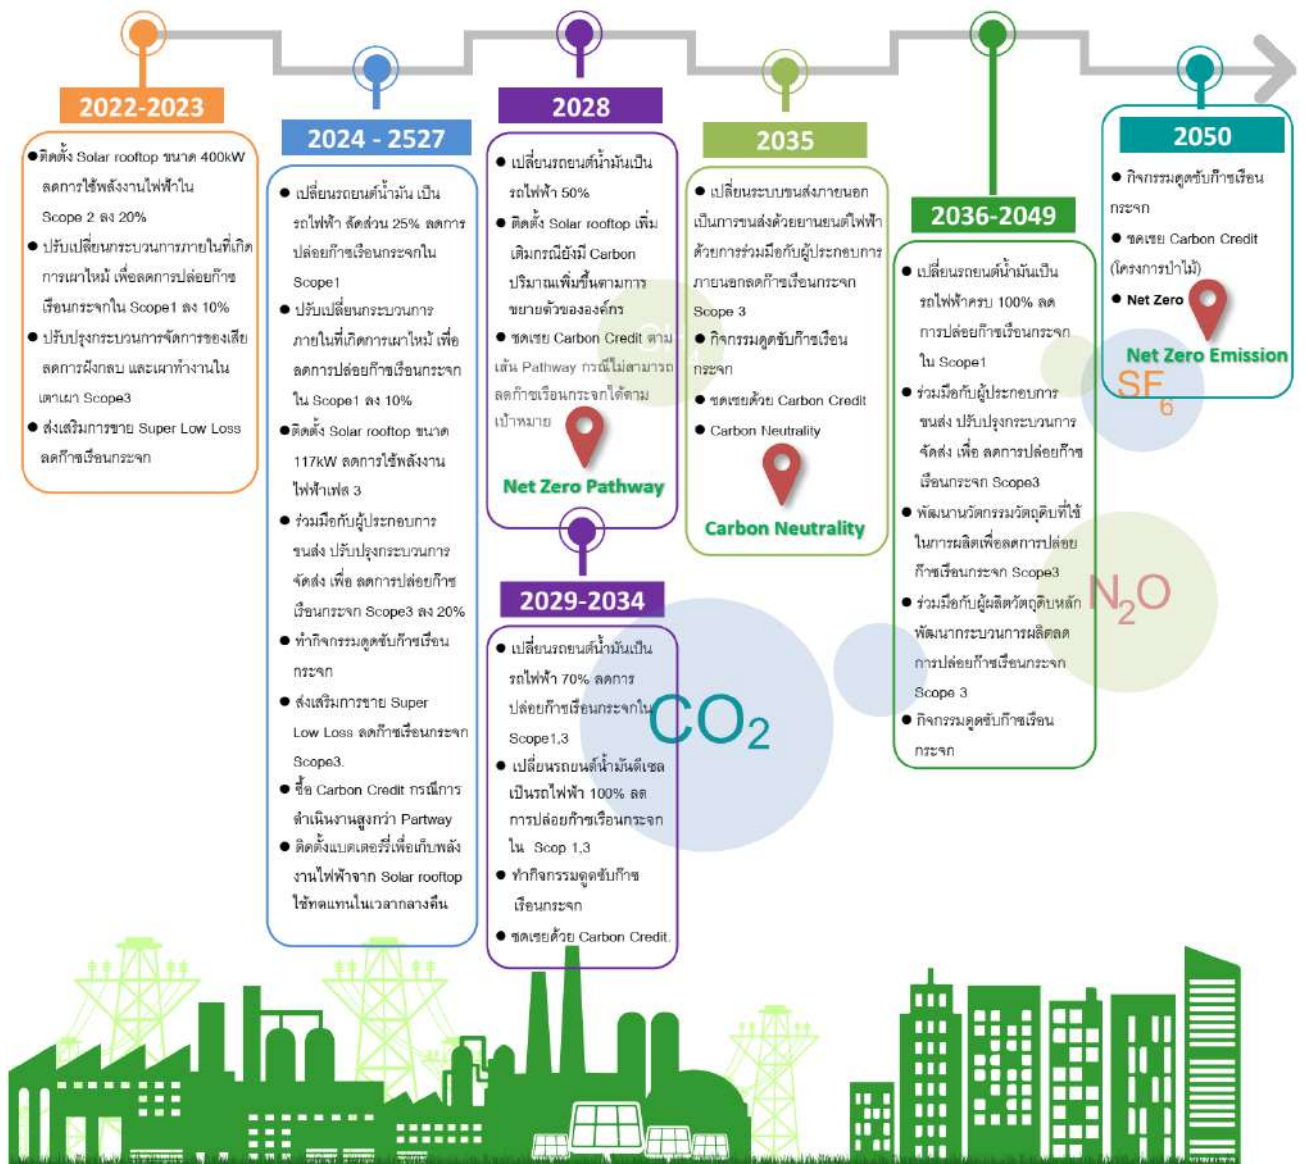 2022-2023
●ติดตั้ง Solar rooftop ขนาด 400kW
ลดการใช้พลังงานไฟฟ้าใน
Scope 2 ลง 20%
● ปรับเปลี่ยนกระบวนการภายในที่เกิด
การเผาไหม้ เพื่อลดการปล่อยก๊าซ
เรือนกระจกใน Scope1 ลง 10%
● ปรับปรุงกระบวนการจัดการของเสีย
ลดการฝังกลบ และเผาทำงานใน
เตาเผา Scope3
● ส่งเสริมการขาย Super Low Loss
ลดก๊าซเรือนกระจก
2024 - 2527
● เปลี่ยนรถยนต์น้ำมัน เป็น
รถไฟฟ้า สัดส่วน 25% ลดการ
ปล่อยก๊าซเรือนกระจกใน
Scope1
● ปรับเปลี่ยนกระบวนการ
ภายในที่เกิดการเผาไหม้ เพื่อ
ลดการปล่อยก๊าซเรือนกระจก
ใน Scope1 ลง 10%
●ติดตั้ง Solar rooftop ขนาด
117kW ลดการใช้พลังงาน
ไฟฟ้าเฟส 3
● ร่วมมือกับผู้ประกอบการ
ขนส่ง ปรับปรุงกระบวนการ
จัดส่ง เพื่อ ลดการปล่อยก๊าซ
เรือนกระจก Scope3 ลง 20%
● ทำกิจกรรมดูดซับก๊าซเรือน
กระจก
● ส่งเสริมการขาย Super
Low Loss ลดก๊าซเรือนกระจก
Scope3.
● ซื้อ Carbon Credit กรณีการ
ดำเนินงานสูงกว่า Partway
● ติดตั้งแบตเตอร์รี่เพื่อเก็บพลัง
งานไฟฟ้าจาก Solar rooftop
ใช้ทดแทนในเวลากลางคืน
2028
● เปลี่ยนรถยนต์น้ำมันเป็น
รถไฟฟ้า 50%
● ติดตั้ง Solar rooftop เพิ่ม
เติมกรณียังมี Carbon
ปริมาณเพิ่มขึ้นตามการ
ขยายตัวขององค์กร
● ชดเชย Carbon Credit ตาม
เส้น Pathway กรณีไม่สามารถ
ลดก๊าซเรือนกระจกได้ตาม
เป้าหมาย
Net Zero Pathway
2029-2034
● เปลี่ยนรถยนต์น้ำมันเป็น
รถไฟฟ้า 70% ลดการ
ปล่อยก๊าซเรือนกระจกใน
Scope1,3
● เปลี่ยนรถยนต์น้ำมันดีเซล
เป็นรถไฟฟ้า 100% ลด
การปล่อยก๊าซเรือนกระจก
ใน Scop 1,3
● ทำกิจกรรมดูดซับก๊าซ
เรือนกระจก
● ชดเชยด้วย Carbon Credit.
2035
● เปลี่ยนระบบขนส่งภายนอก
เป็นการขนส่งด้วยยานยนต์ไฟฟ้า
ด้วยการร่วมมือกับผู้ประกอบการ
ภายนอกลดก๊าซเรือนกระจก
Scope 3
● กิจกรรมดูดซับก๊าซเรือน
กระจก
● ชดเชยด้วย Carbon Credit
● Carbon Neutrality
Carbon Neutrality
2036-2049
● เปลี่ยนรถยนต์น้ำมันเป็น
รถไฟฟ้าครบ 100% ลด
การปล่อยก๊าซเรือนกระจก
ใน Scope1
● ร่วมมือกับผู้ประกอบการ
ขนส่ง ปรับปรุงกระบวนการ
จัดส่ง เพื่อ ลดการปล่อยก๊าซ
เรือนกระจก Scope3
● พัฒนานวัตกรรมวัตถุดิบที่ใช้
ในการผลิตเพื่อลดการปล่อย
ก๊าซเรือนกระจก Scope3
● ร่วมมือกับผู้ผลิตวัตถุดิบหลัก
พัฒนากระบวนการผลิตลด
การปล่อยก๊าซเรือนกระจก
Scope 3
● กิจกรรมดูดซับก๊าซเรือน
กระจก
2050
● กิจกรรมดูดซับก๊าซเรือน
กระจก
● ชดเชย Carbon Credit
(โครงการป่าไม้)
● Net Zero
Net Zero Emission
CH4
SF6
N2O
CO2